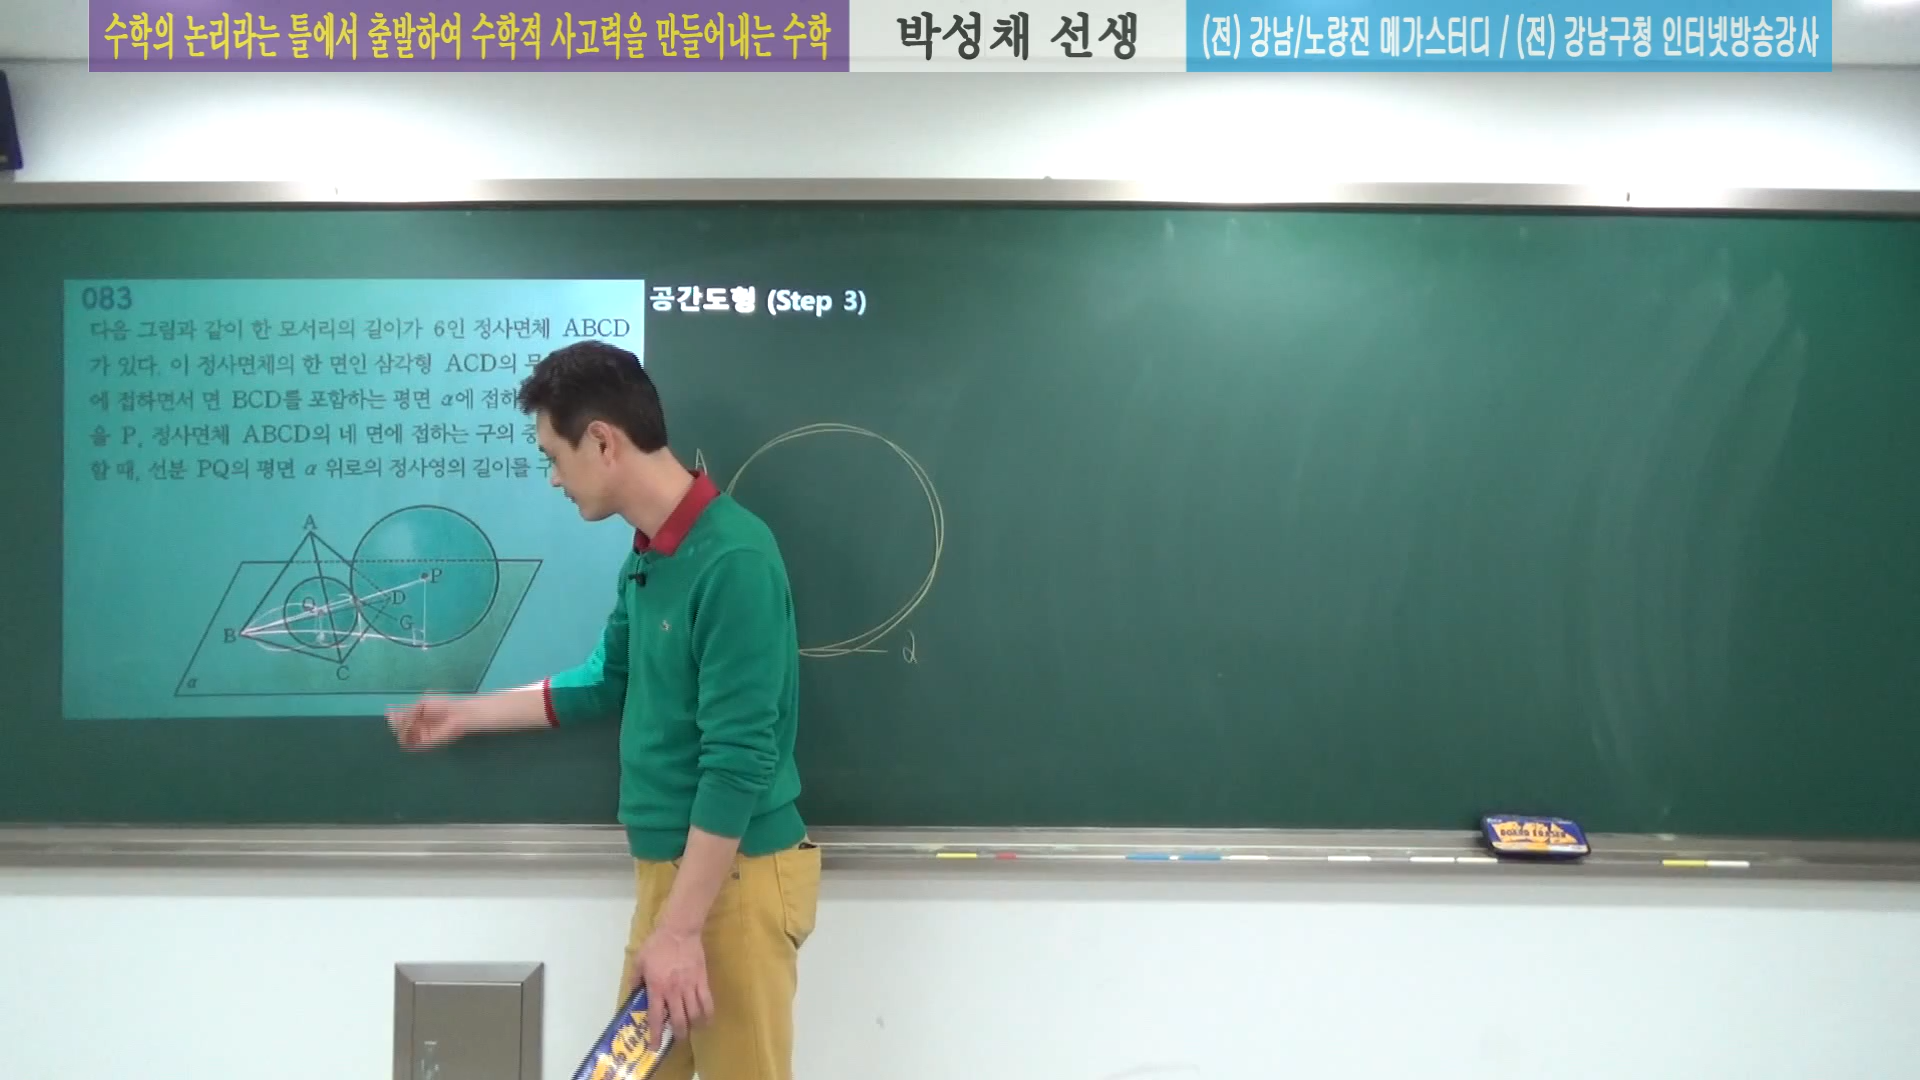 수학의 논리라는 틀에서 출발하여 수학적 사고력을 만들어내는 수학
박성채 선생
(전) 강남/노량진 메가스터디 / (전) 강남구청 인터넷방송강사
083
공간도형 (Step 3)
다음 그림과 같이 한 모서리의 길이가 6인 정사면체 ABCD
가 있다. 이 정사면체의 한 면인 삼각형 ACD의
에 접하면서 면 BCD를 포함하는 평면 α에 접하
을 P, 정사면체 ABCD의 네 면에 접하는 구의 중
할 때, 선분 PQ의 평면 α 위로의 정사영의 길이를 구
A
P
Q
D
G
B
C
α
A
α
BOARD ERASER